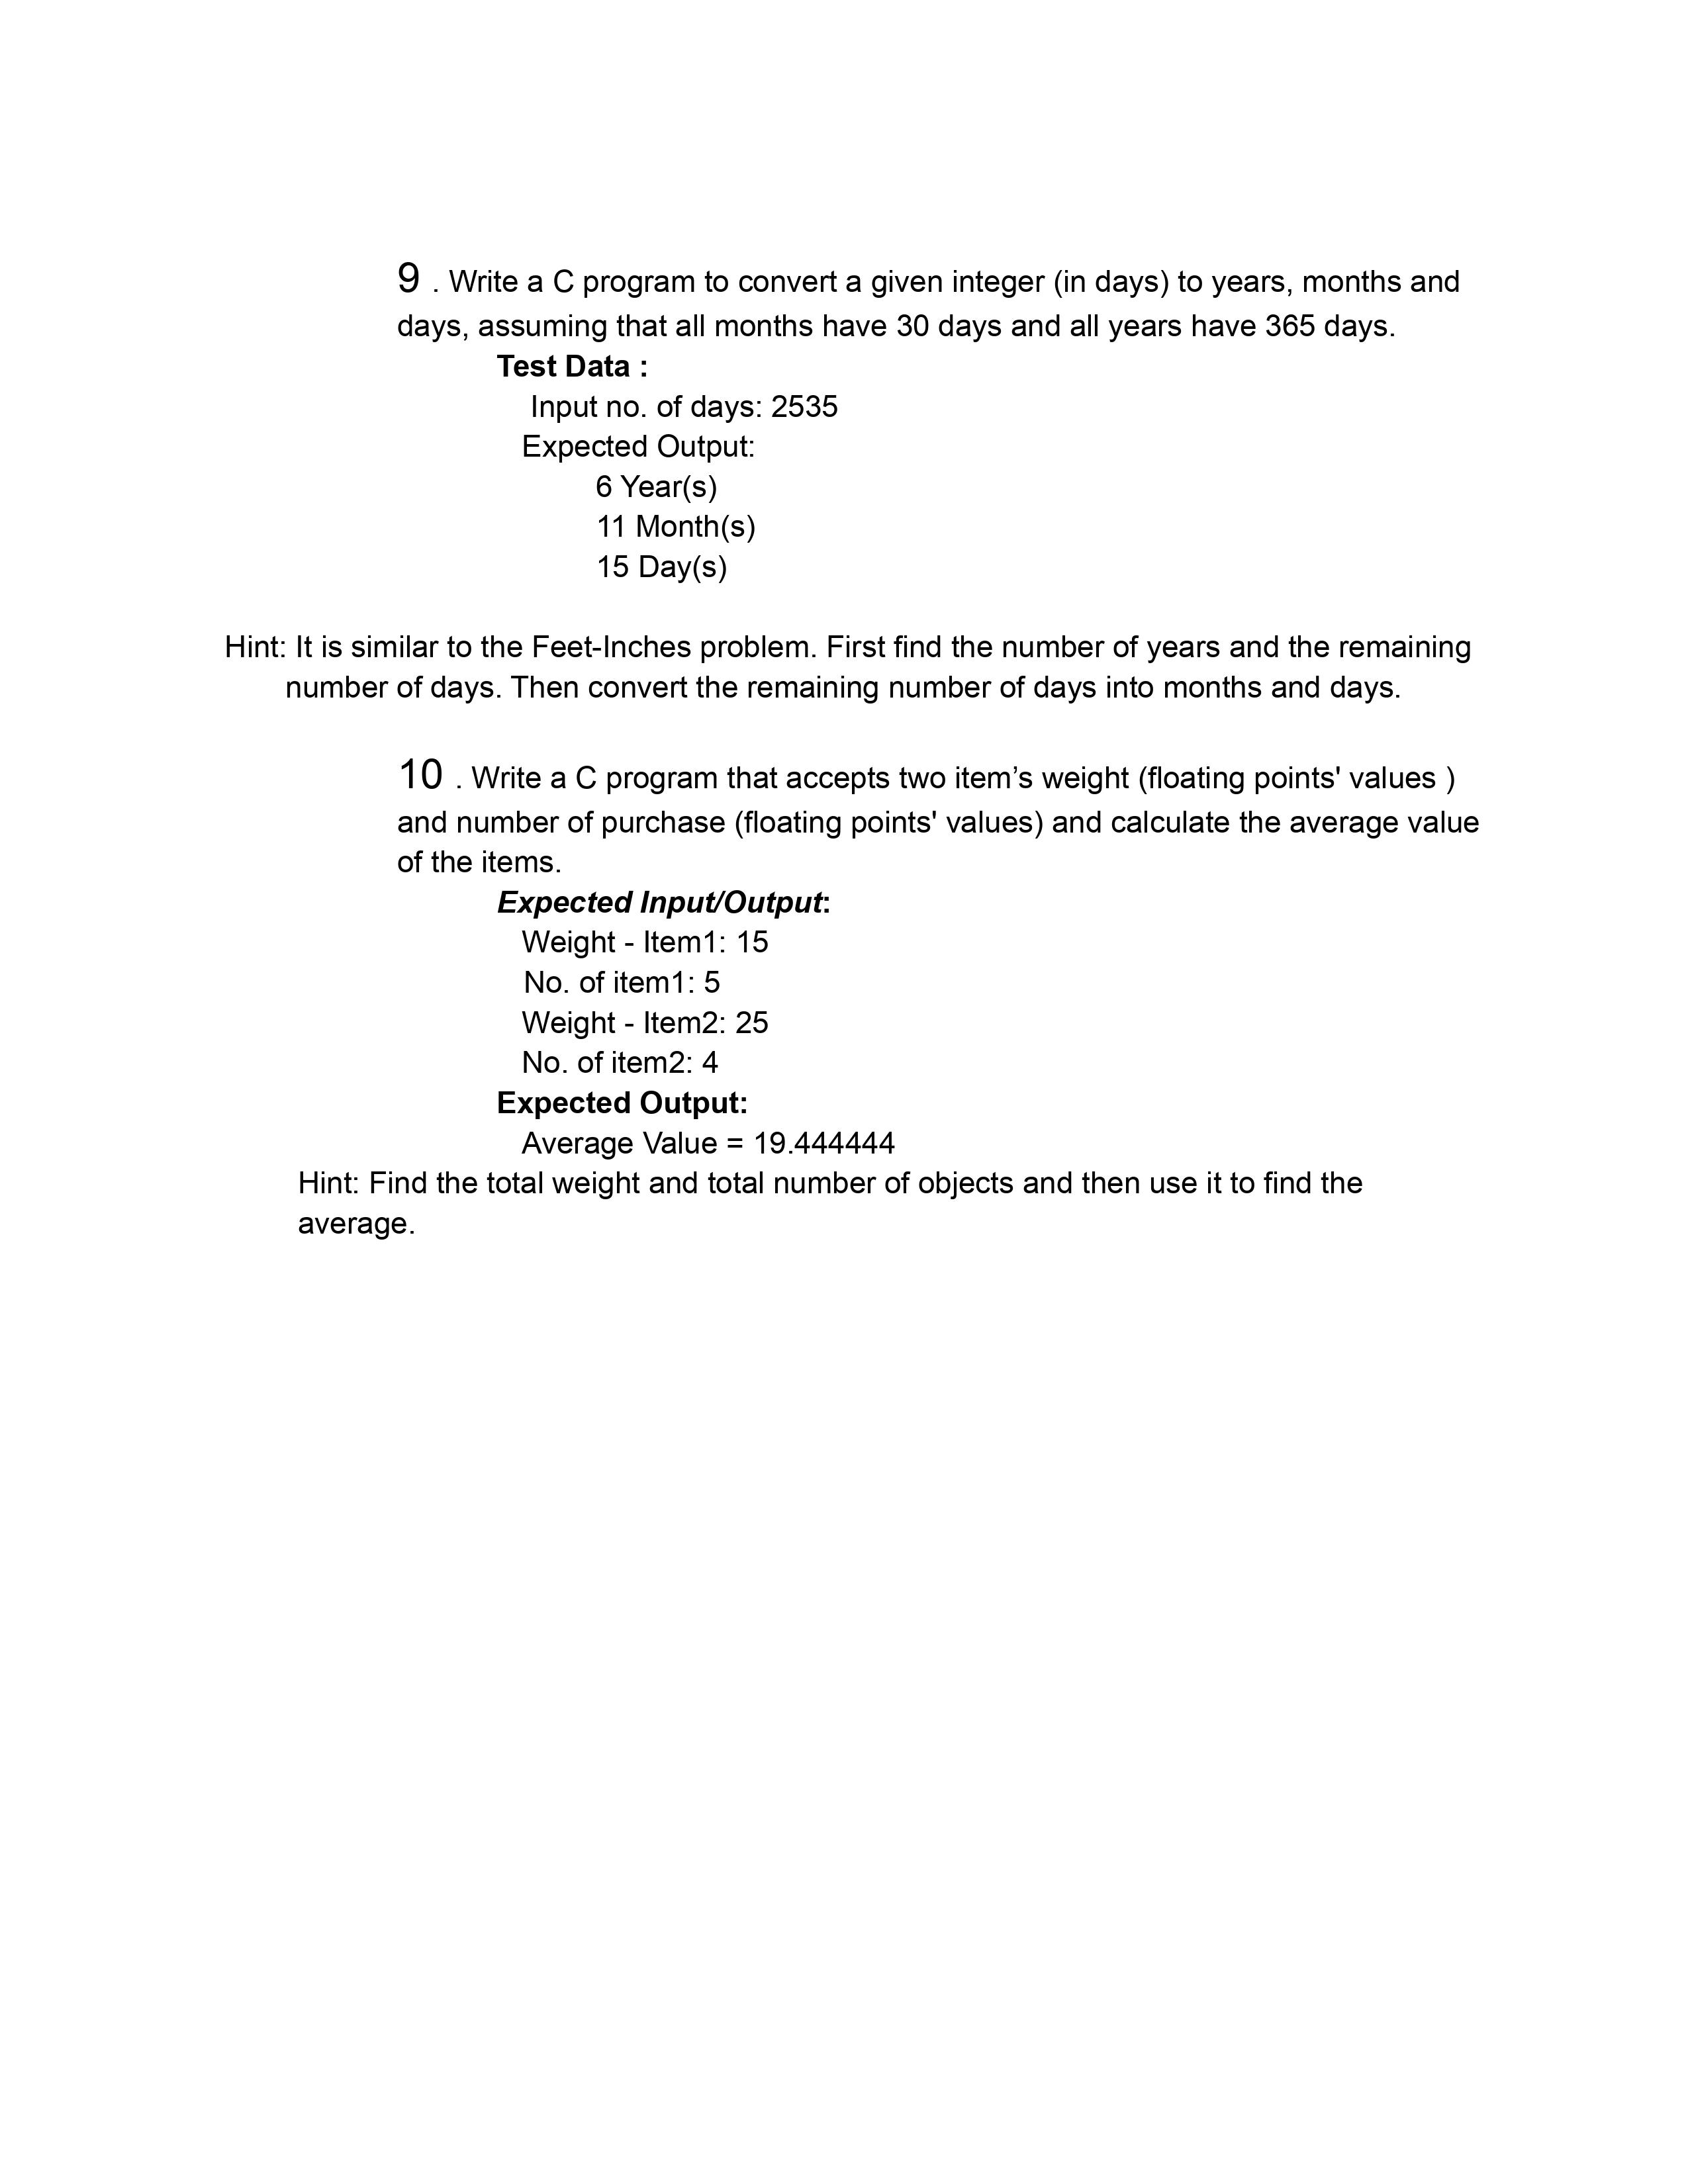 9 . Write a C program to convert a given integer (in days) to years, months and
days, assuming that all months have 30 days and all years have 365 days.
Test Data :
Input no. of days: 2535
Expected Output:
6 Year(s)
11 Month(s)
15 Day(s)
Hint: It is similar to the Feet-Inches problem. First find the number of years and the remaining
number of days. Then convert the remaining number of days into months and days.
10 . Write a C program that accepts two item’s weight (floating points' values )
and number of purchase (floating points' values) and calculate the average value
of the items.
Expected Input/Output:
Weight - Item1: 15
No. of item1: 5
Weight - Item2: 25
No. of item2: 4
Expected Output:
Average Value = 19.444444
Hint: Find the total weight and total number of objects and then use it to find the
average.